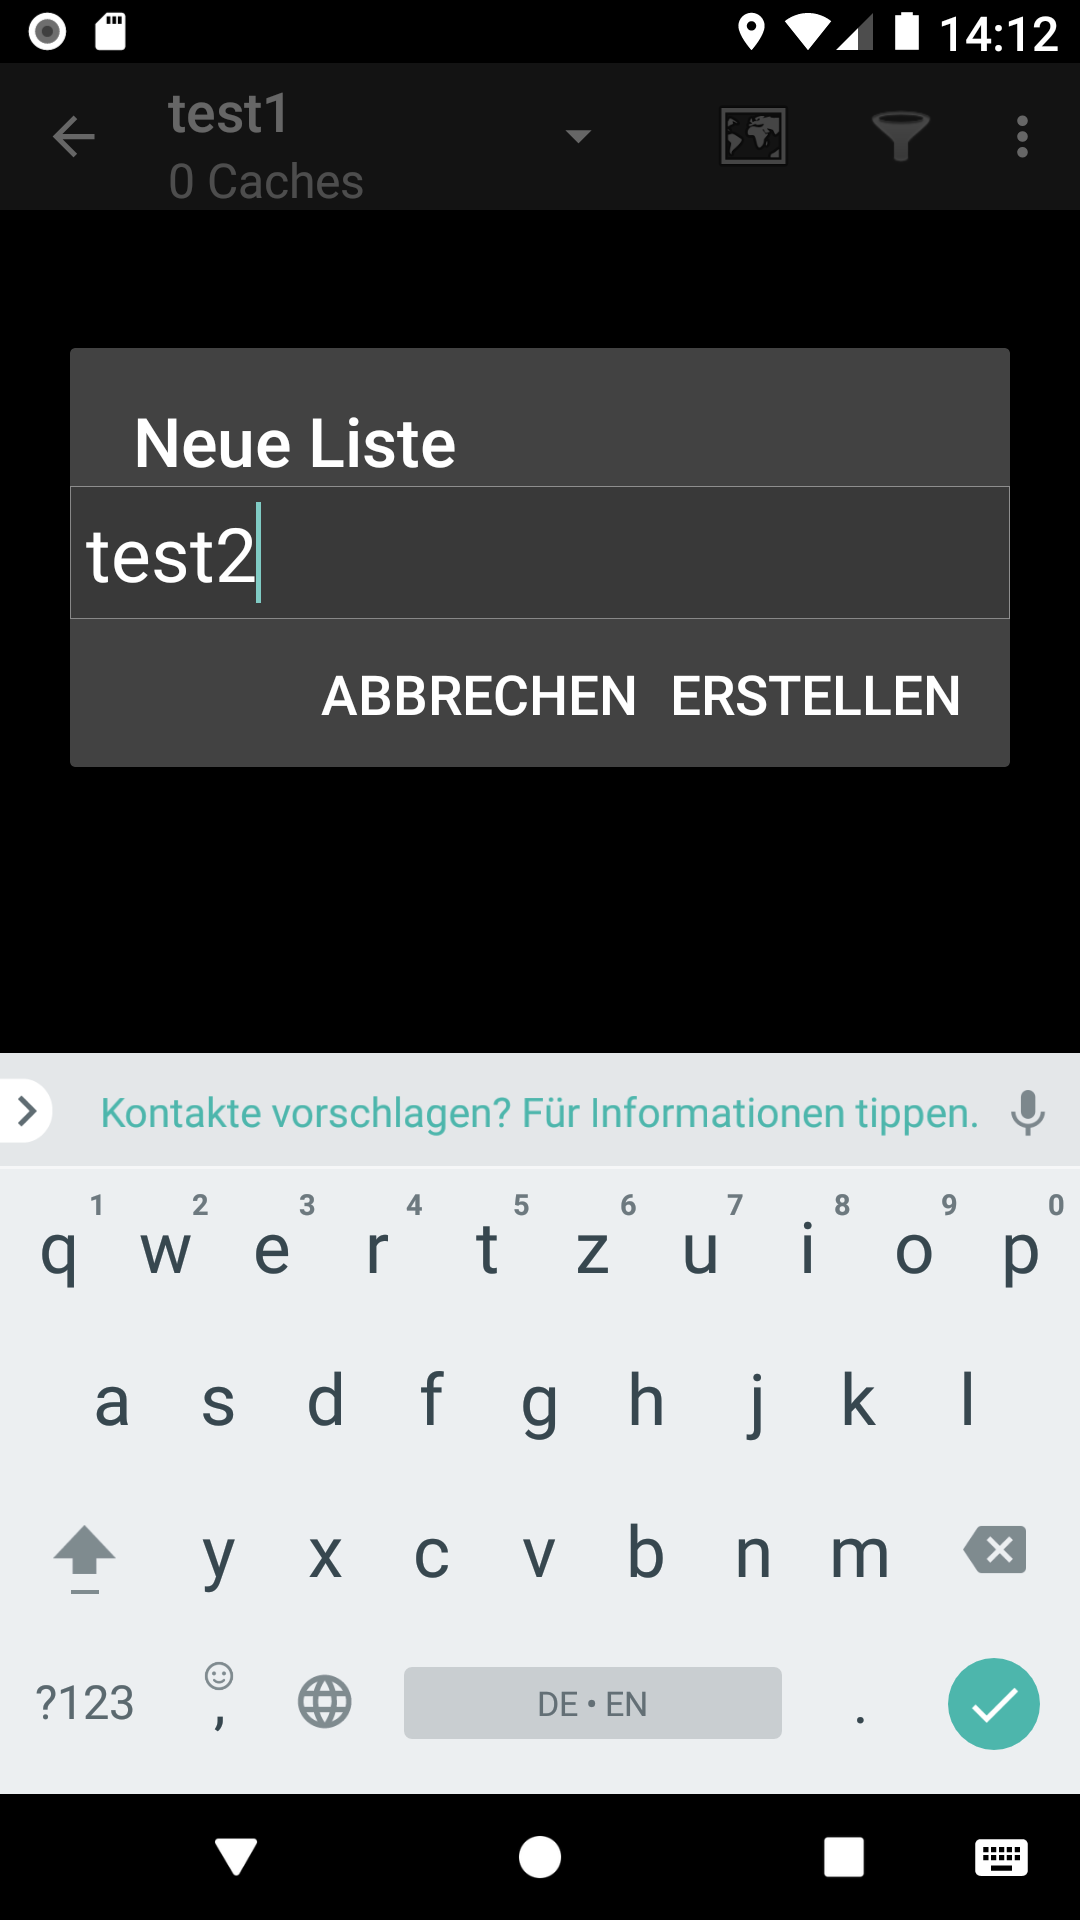 14:12
test1
0 Caches
Neue Liste
test2
ABBRECHEN ERSTELLEN
Kontakte vorschlagen? Für Informationen tippen.
1 2 3 4 5 6 7 8 9 0
q w e r t z u i o p
a s d f g h j k l
y x c v b n m
?123 , DE • EN .